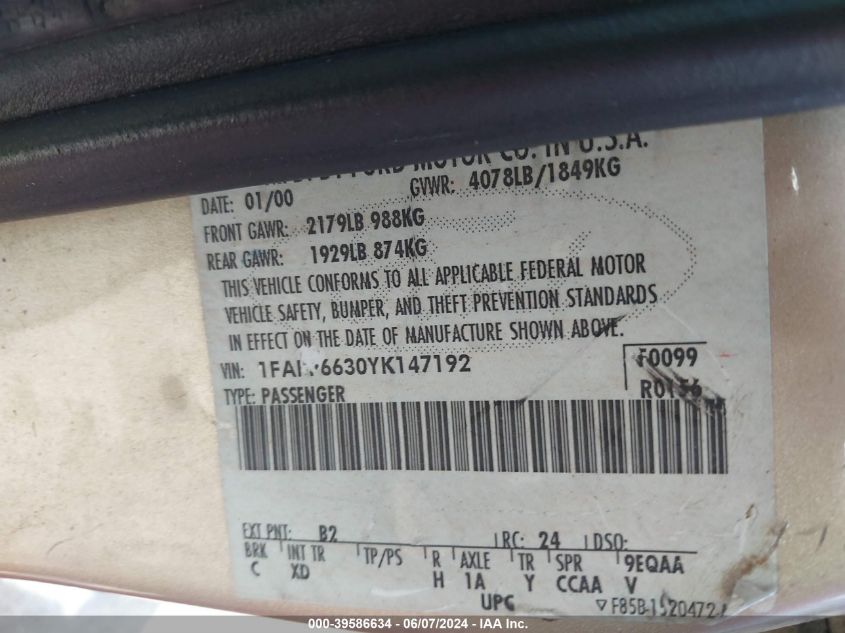 FORD MOTOR CO. IN U.S.A.
DATE: 01/00 GVWR: 4078LB/1849KG
FRONT GAWR: 2179LB 988KG
REAR GAWR: 1929LB 874KG
THIS VEHICLE CONFORMS TO ALL APPLICABLE FEDERAL MOTOR
VEHICLE SAFETY, BUMPER, AND THEFT PREVENTION STANDARDS
IN EFFECT ON THE DATE OF MANUFACTURE SHOWN ABOVE.
VIN: 6630YK147192 F0099
TYPE: PASSENGER R0156
EXT PNT: B2 RC: 24 DSO:
BRK INT TR TP/PS R AXLE TR SPR 9EQAA
C XD H 1A Y CCAA V
UPC
000-39586634 - 06/07/2024 - IAA Inc.